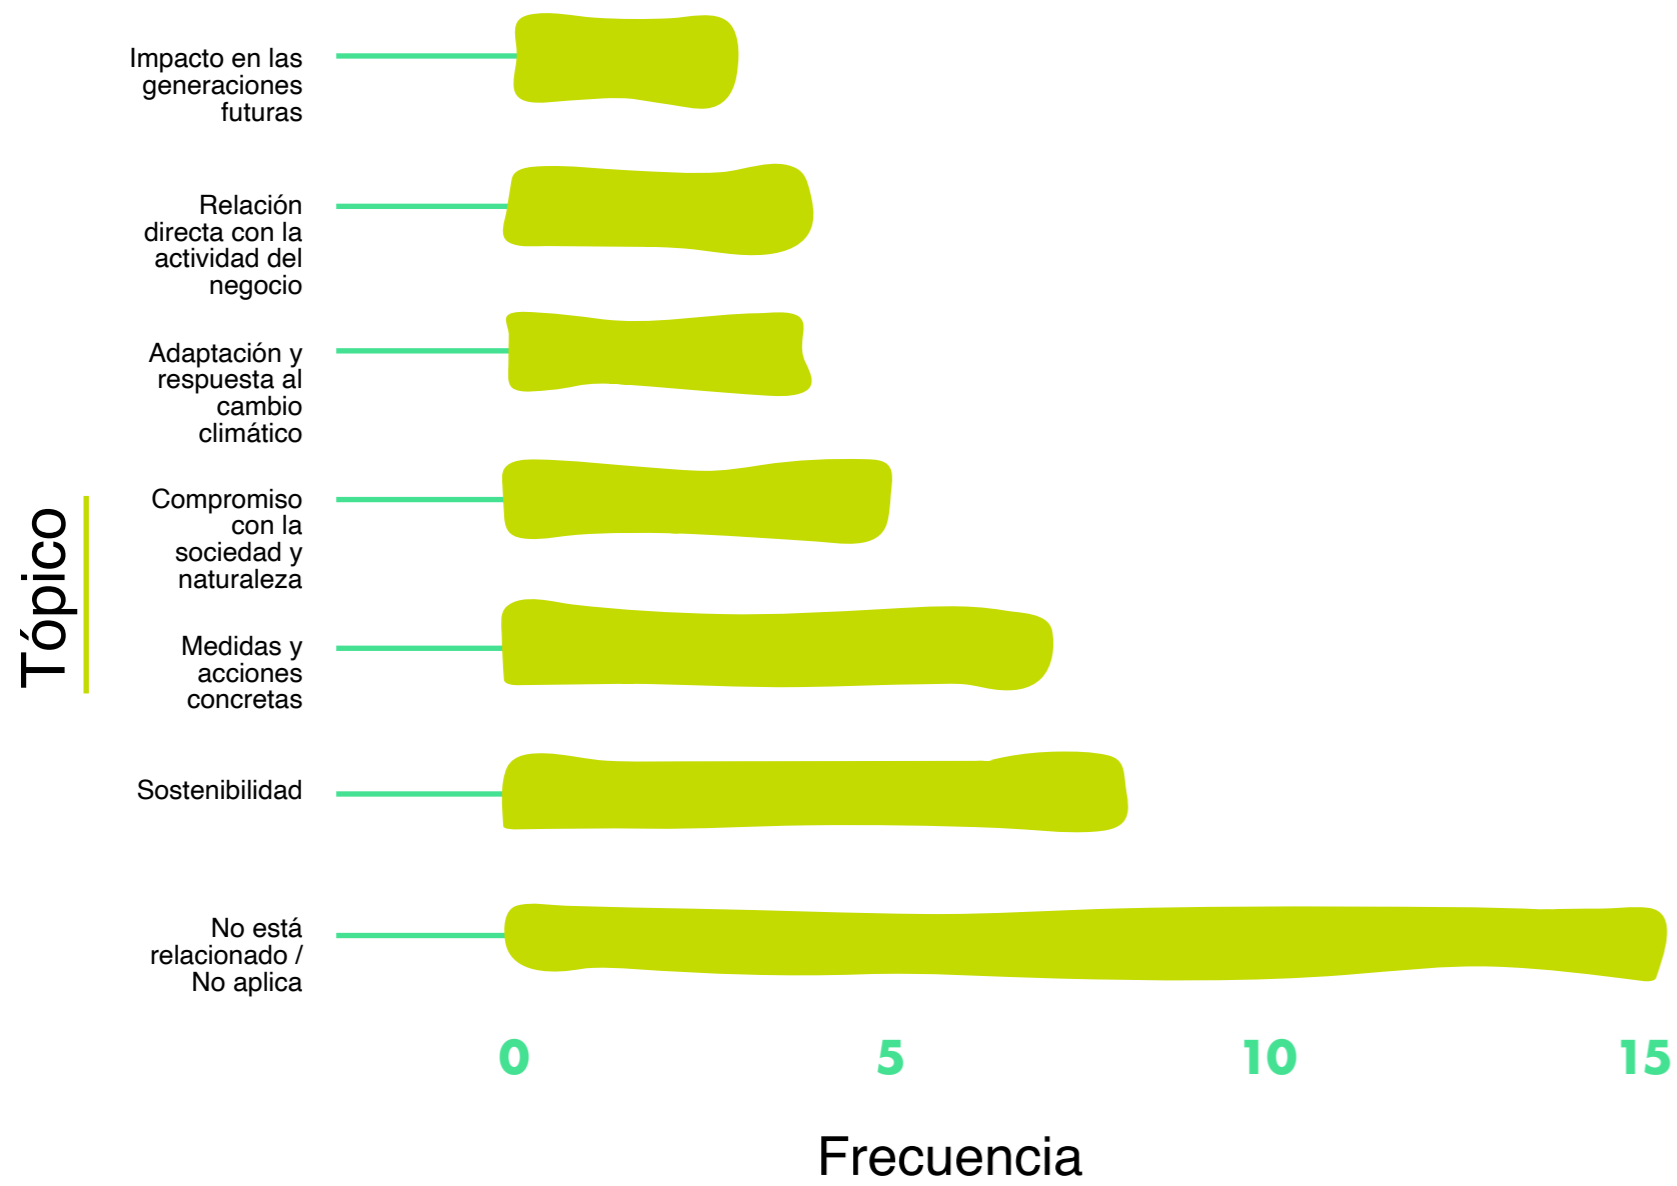 Impacto en las
generaciones
futuras
Relación
directa con la
actividad del
negocio
Adaptación y
respuesta al
cambio
climático
Compromiso
con la
sociedad y
naturaleza
Medidas y
acciones
concretas
Sostenibilidad
No está
relacionado /
No aplica
Tópico
0 5 10 15
Frecuencia